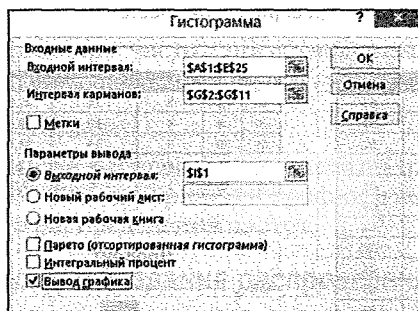 Гистограмма
?
Входные данные
Входной интервал: $A$1:$E$25
Интервал карманов: $G$2:$G$11
Метки
OK
Отмена
Справка
Параметры вывода
Выходной интервал: $I$1
Новый рабочий лист:
Новая рабочая книга
Парето (отсортированная гистограмма)
Интегральный процент
Вывод графика